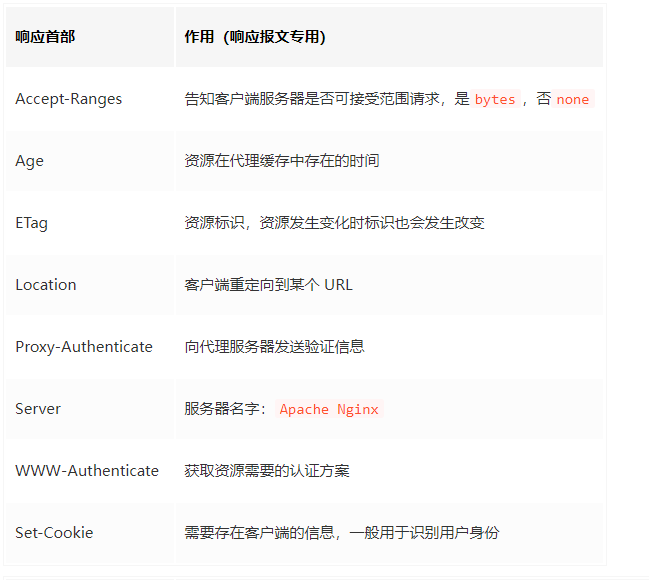 响应首部 作用（响应报文专用）
Accept-Ranges 告知客户端服务器是否可接受范围请求，是 bytes ，否 none
Age 资源在代理缓存中存在的时间
ETag 资源标识，资源发生变化时标识也会发生改变
Location 客户端重定向到某个 URL
Proxy-Authenticate 向代理服务器发送验证信息
Server 服务器名字： Apache Nginx
WWW-Authenticate 获取资源需要的认证方案
Set-Cookie 需要存在客户端的信息，一般用于识别用户身份